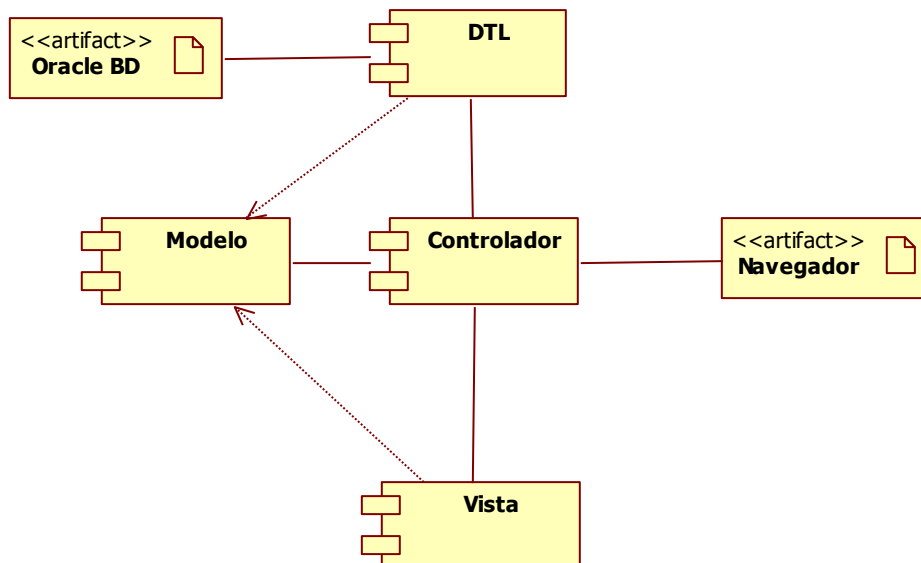 <<artifact>>
Oracle BD
DTL
Modelo
Controlador
<<artifact>>
Navegador
Vista